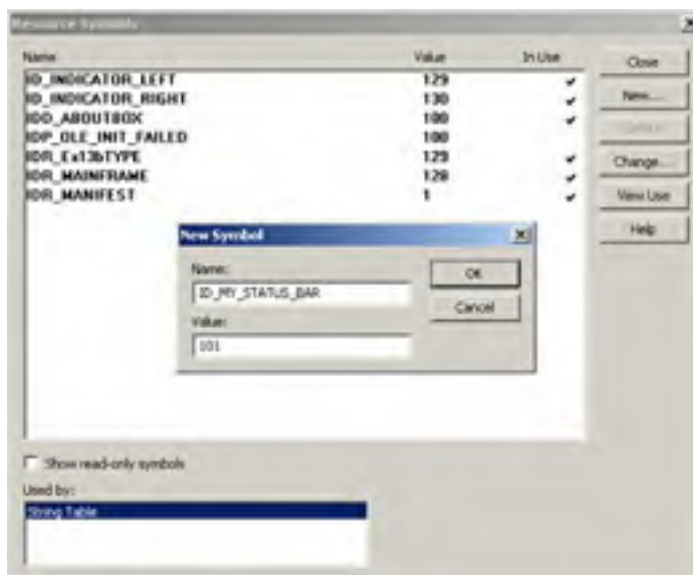 Resource Symbols
Name Value In Use
ID_INDICATOR_LEFT 129
ID_INDICATOR_RIGHT 130
IDD_ABOUTBOX 100
IDP_OLE_INIT_FAILED 100
IDR_Ex13bTYPE 129
IDR_MAINFRAME 128
IDR_MANIFEST 1
Close
New...
Change...
View Use
Help
New Symbol
Name:
ID_MY_STATUS_BAR
Value:
101
OK
Cancel
Show read-only symbols
Used by:
String Table